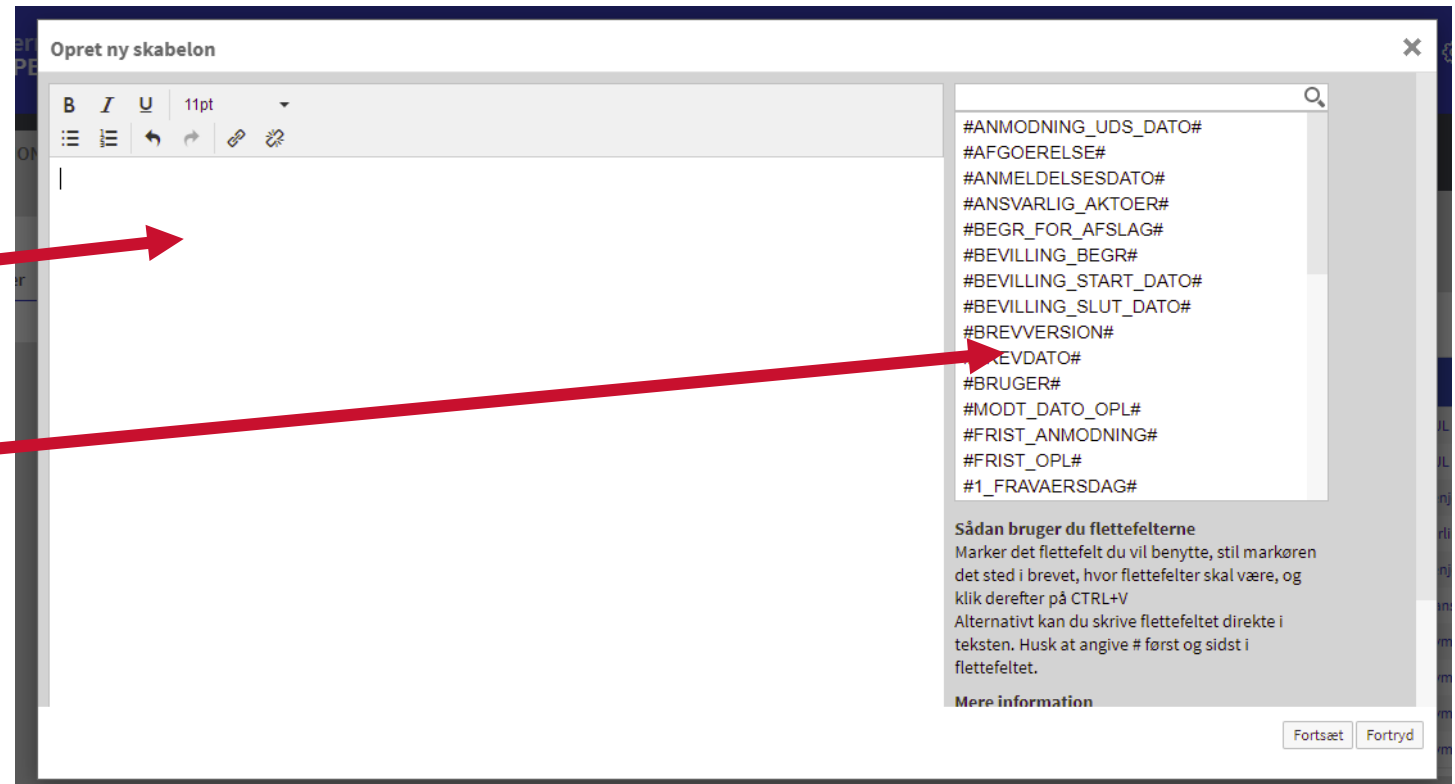 Opret ny skabelon
B I U 11pt
#ANMODNING_UDS_DATO#
#AFGOERELSE#
#ANMELDELSESDATO#
#ANSVARLIG_AKTOER#
#BEGR_FOR_AFSLAG#
#BEVILLING_BEGR#
#BEVILLING_START_DATO#
#BEVILLING_SLUT_DATO#
#BREVVERSION#
EVDATO#
#BRUGER#
#MODT_DATO_OPL#
#FRIST_ANMODNING#
#FRIST_OPL#
#1_FRAVAERSDAG#
Sådan bruger du flettefelterne
Marker det flettefelt du vil benytte, stil markøren
det sted i brevet, hvor flettefelter skal være, og
klik derefter på CTRL+V
Alternativt kan du skrive flettefeltet direkte i
teksten. Husk at angive # først og sidst i
flettefeltet.
Mere information
Fortsæt Fortryd